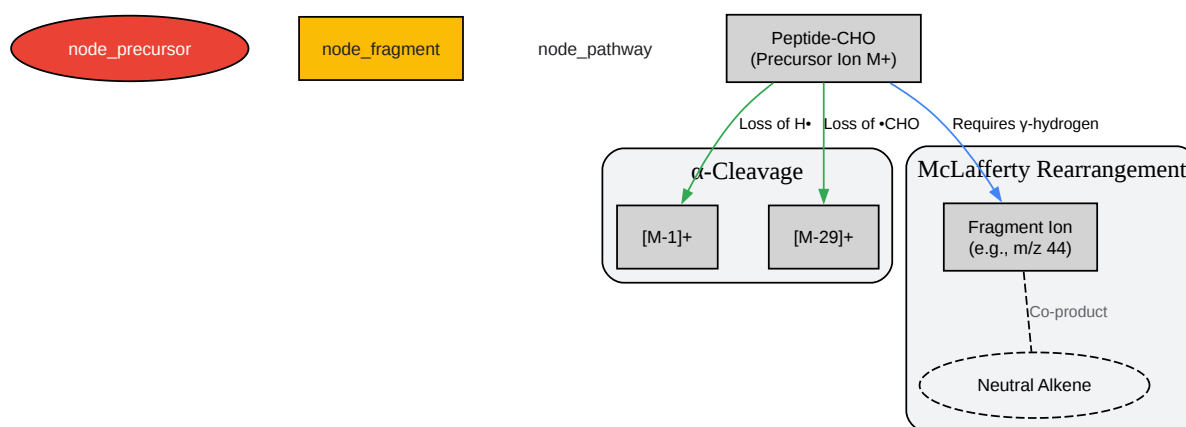 node_precursor
node_fragment
node_pathway
Peptide-CHO
(Precursor Ion M+)
Loss of H•
Loss of •CHO
Requires γ-hydrogen
α-Cleavage
McLafferty Rearrangement
[M-1]+
[M-29]+
Fragment Ion
(e.g., m/z 44)
Co-product
Neutral Alkene